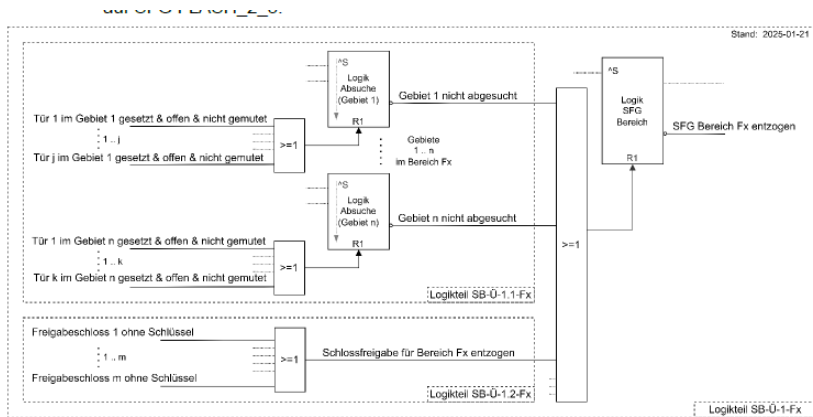 Stand: 2025-01-21
^S
Logik
Absuche
(Gebiet 1)
R1
Gebiet 1 nicht abgesucht
^S
Logik
SFG
Bereich
R1
SFG Bereich Fx entzogen
Tür 1 im Gebiet 1 gesetzt & offen & nicht gemutet
1 .. j
Tür j im Gebiet 1 gesetzt & offen & nicht gemutet
>=1
Gebiete
1 .. n
im Bereich Fx
^S
Logik
Absuche
(Gebiet n)
R1
Gebiet n nicht abgesucht
>=1
Tür 1 im Gebiet n gesetzt & offen & nicht gemutet
1 .. k
Tür k im Gebiet n gesetzt & offen & nicht gemutet
>=1
Logikteil SB-Ü-1.1-Fx
Freigabeschloss 1 ohne Schlüssel
1 .. m
Freigabeschloss m ohne Schlüssel
>=1
Schlossfreigabe für Bereich Fx entzogen
Logikteil SB-Ü-1.2-Fx
Logikteil SB-Ü-1-Fx